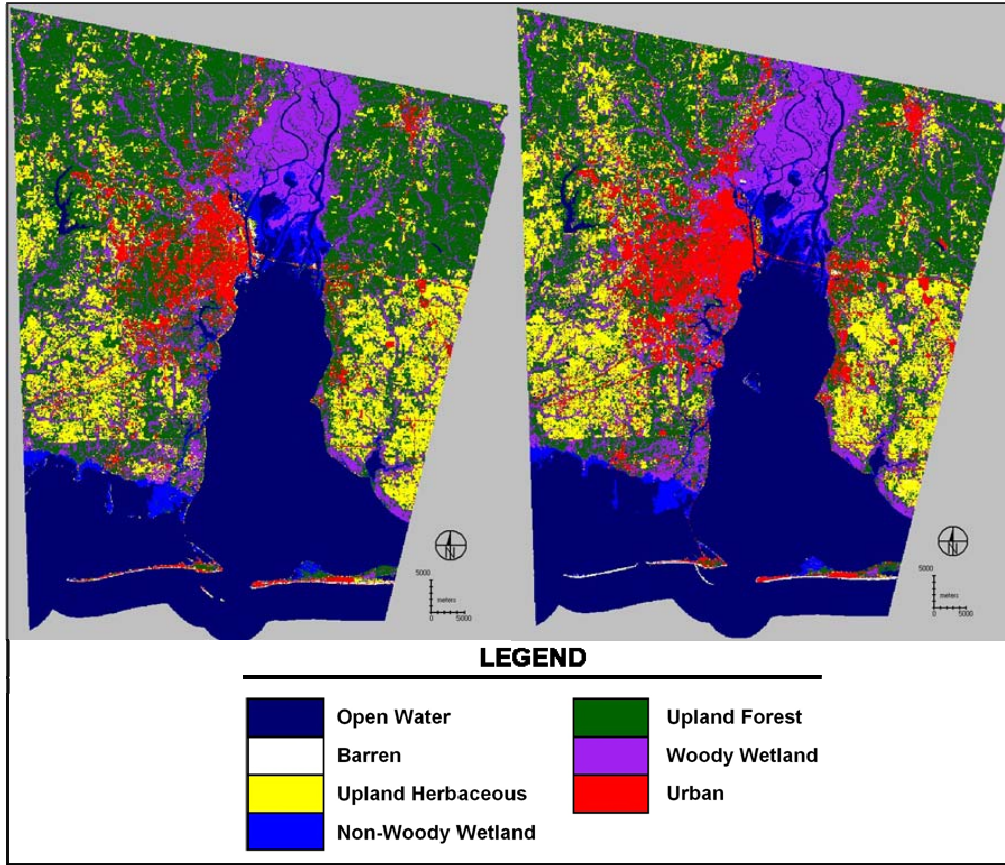 5000
meters
0 5000
N
5000
meters
0 5000
N
LEGEND
Open Water
Barren
Upland Herbaceous
Non-Woody Wetland
Upland Forest
Woody Wetland
Urban